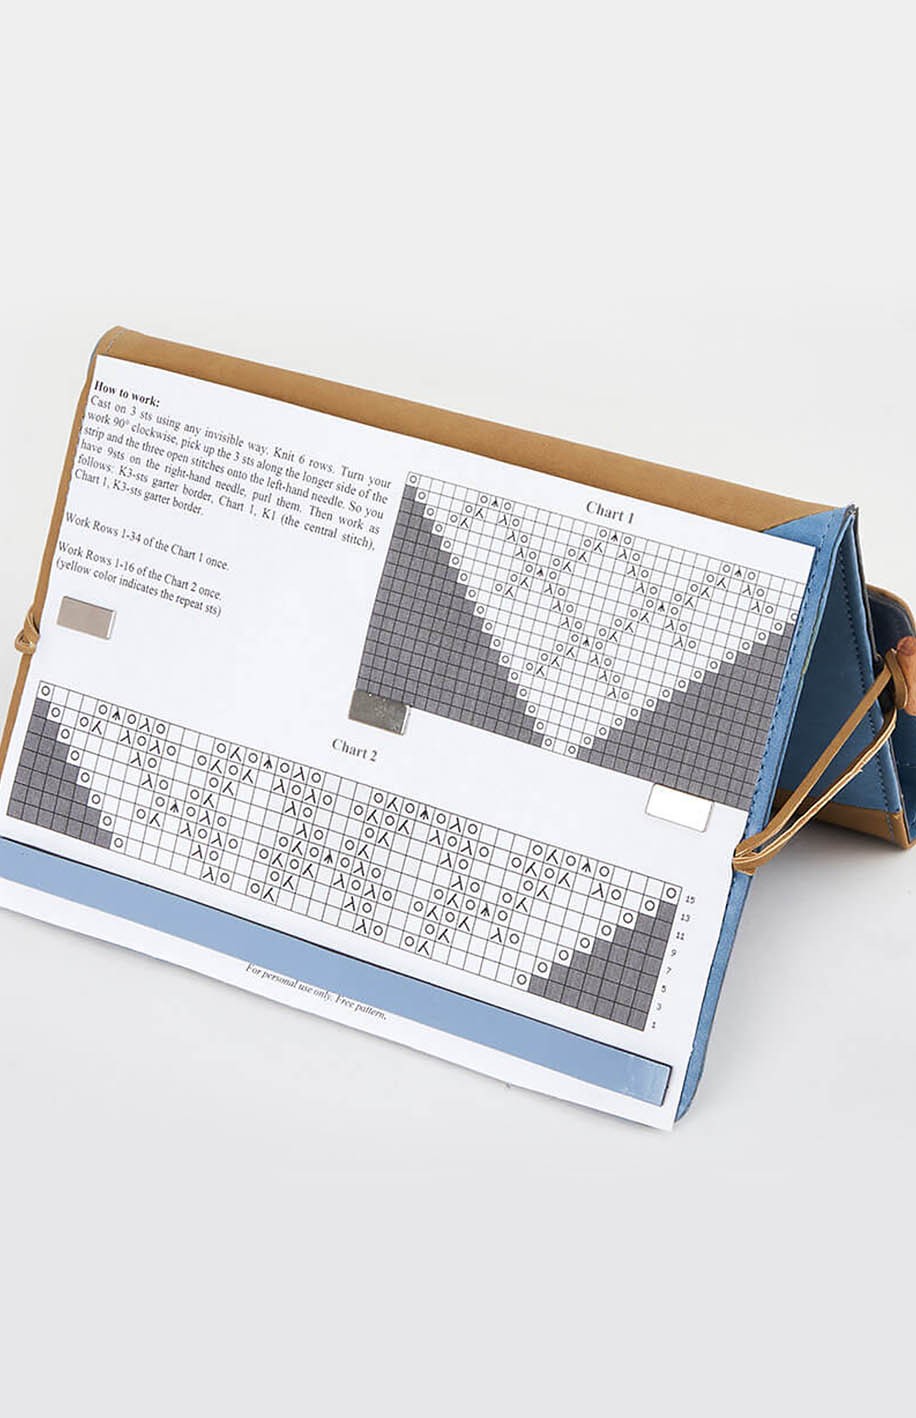 How to work:
Cast on 3 sts using any invisible way. Knit 6 rows. Turn your
work 90° clockwise, pick up the 3 sts along the longer side of the
strip and the three open stitches onto the left-hand needle. So you
have 9sts on the right-hand needle, purl them. Then work as
follows: K3-sts garter border, Chart 1, K1 (the central stitch),
Chart 1, K3-sts garter border.
Work Rows 1-34 of the Chart 1 once.
Work Rows 1-16 of the Chart 2 once.
(yellow color indicates the repeat sts)
Chart 1
Chart 2
15
13
11
9
7
5
3
1
For personal use only. Free pattern.